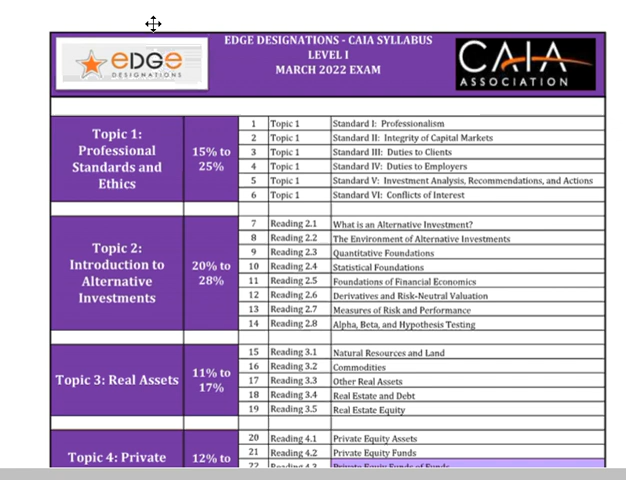 EDGE DESIGNATIONS - CAIA SYLLABUS
LEVEL I
MARCH 2022 EXAM
EDGE
DESIGNATIONS
CAIA
ASSOCIATION
Topic 1:
Professional
Standards and
Ethics
15% to
25%
1 Topic 1 Standard I: Professionalism
2 Topic 1 Standard II: Integrity of Capital Markets
3 Topic 1 Standard III: Duties to Clients
4 Topic 1 Standard IV: Duties to Employers
5 Topic 1 Standard V: Investment Analysis, Recommendations, and Actions
6 Topic 1 Standard VI: Conflicts of Interest
Topic 2:
Introduction to
Alternative
Investments
20% to
28%
7 Reading 2.1 What is an Alternative Investment?
8 Reading 2.2 The Environment of Alternative Investments
9 Reading 2.3 Quantitative Foundations
10 Reading 2.4 Statistical Foundations
11 Reading 2.5 Foundations of Financial Economics
12 Reading 2.6 Derivatives and Risk-Neutral Valuation
13 Reading 2.7 Measures of Risk and Performance
14 Reading 2.8 Alpha, Beta, and Hypothesis Testing
Topic 3: Real Assets
11% to
17%
15 Reading 3.1 Natural Resources and Land
16 Reading 3.2 Commodities
17 Reading 3.3 Other Real Assets
18 Reading 3.4 Real Estate and Debt
19 Reading 3.5 Real Estate Equity
Topic 4: Private
12% to
20 Reading 4.1 Private Equity Assets
21 Reading 4.2 Private Equity Funds
22 Reading 4.3 Private Equity Funds of Funds